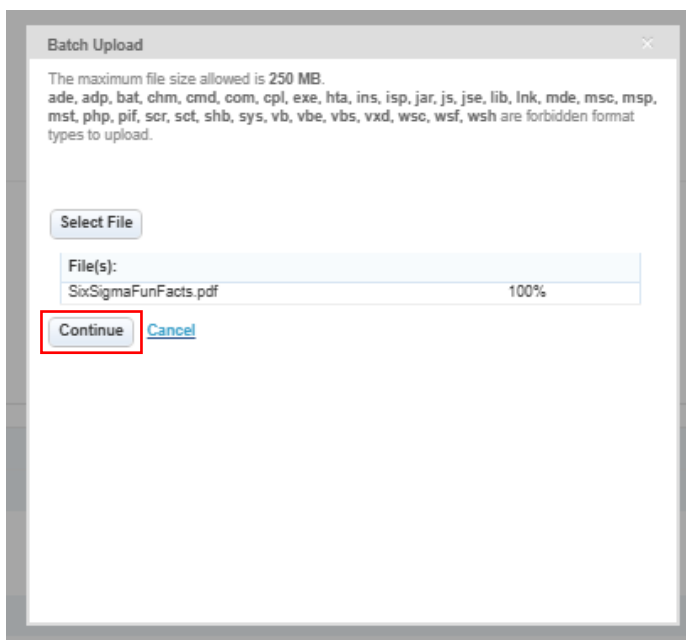 Batch Upload
The maximum file size allowed is 250 MB.
ade, adp, bat, chm, cmd, com, cpl, exe, hta, ins, isp, jar, js, jse, lib, lnk, mde, msc, msp,
mst, php, pif, scr, sct, shb, sys, vb, vbe, vbs, vxd, wsc, wsf, wsh are forbidden format
types to upload.
Select File
File(s):
SixSigmaFunFacts.pdf 100%
Continue Cancel